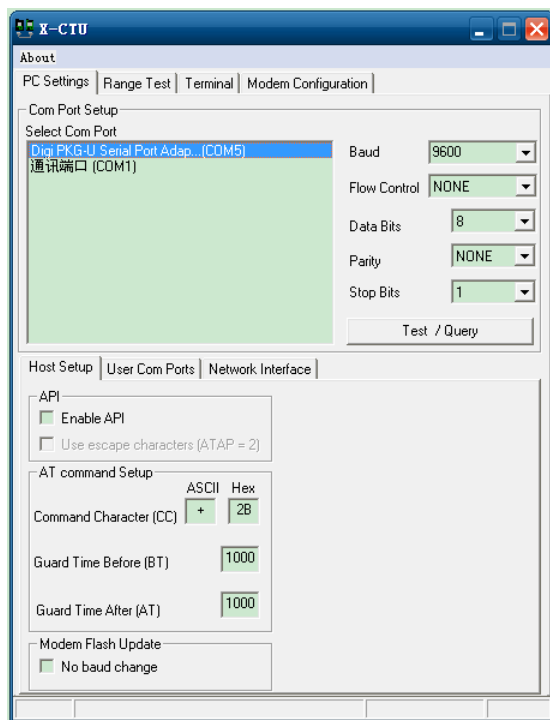 X-CTU
About
PC Settings Range Test Terminal Modem Configuration
Com Port Setup
Select Com Port
Digi PKG-U Serial Port Adap...(COM5)
通讯端口 (COM1)
Baud 9600
Flow Control NONE
Data Bits 8
Parity NONE
Stop Bits 1
Test / Query
Host Setup User Com Ports Network Interface
API
Enable API
Use escape characters (ATAP = 2)
AT command Setup
ASCII Hex
Command Character (CC) + 2B
Guard Time Before (BT) 1000
Guard Time After (AT) 1000
Modem Flash Update
No baud change